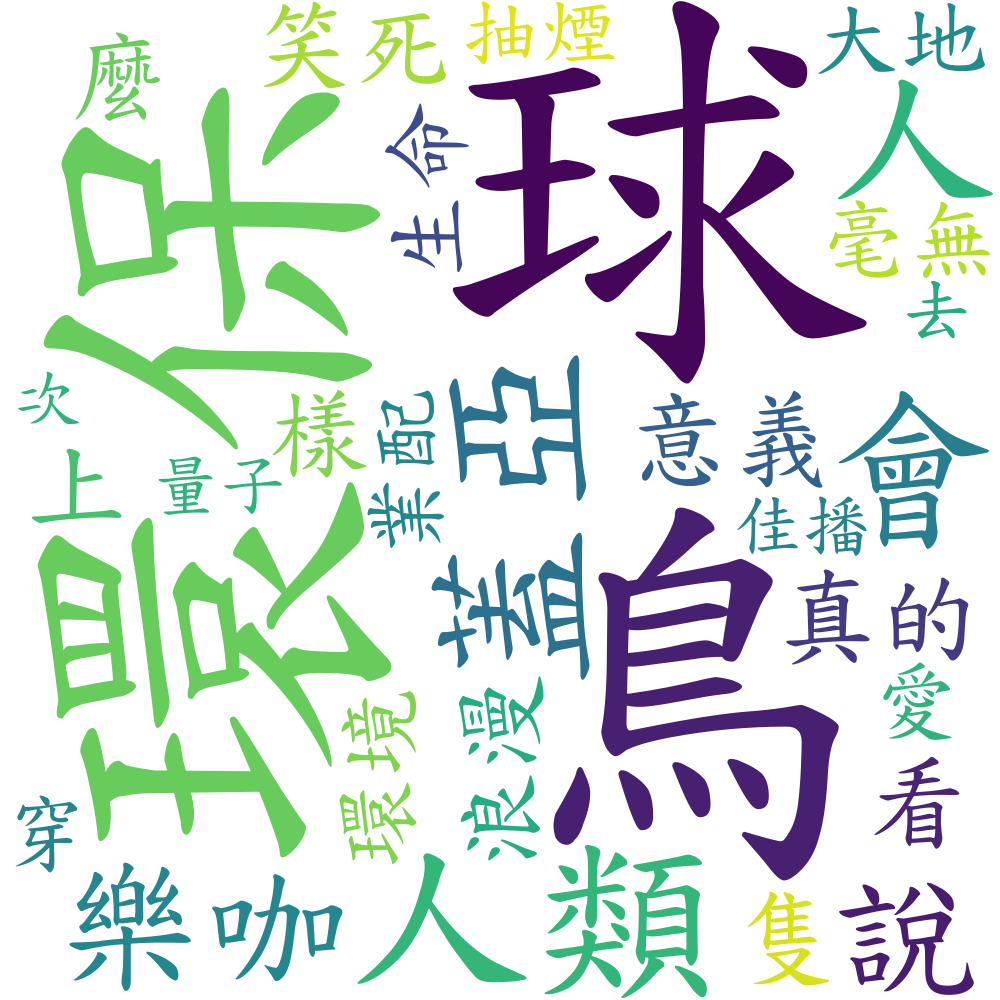 麼
笑死
抽煙
大地
環保
球
人
生命
毫無
去
次
樣
業配
蓋亞
意義
會
上
量子
佳播
鳥
真的
愛
環境
浪漫
看
穿
樂咖
人類
隻
說